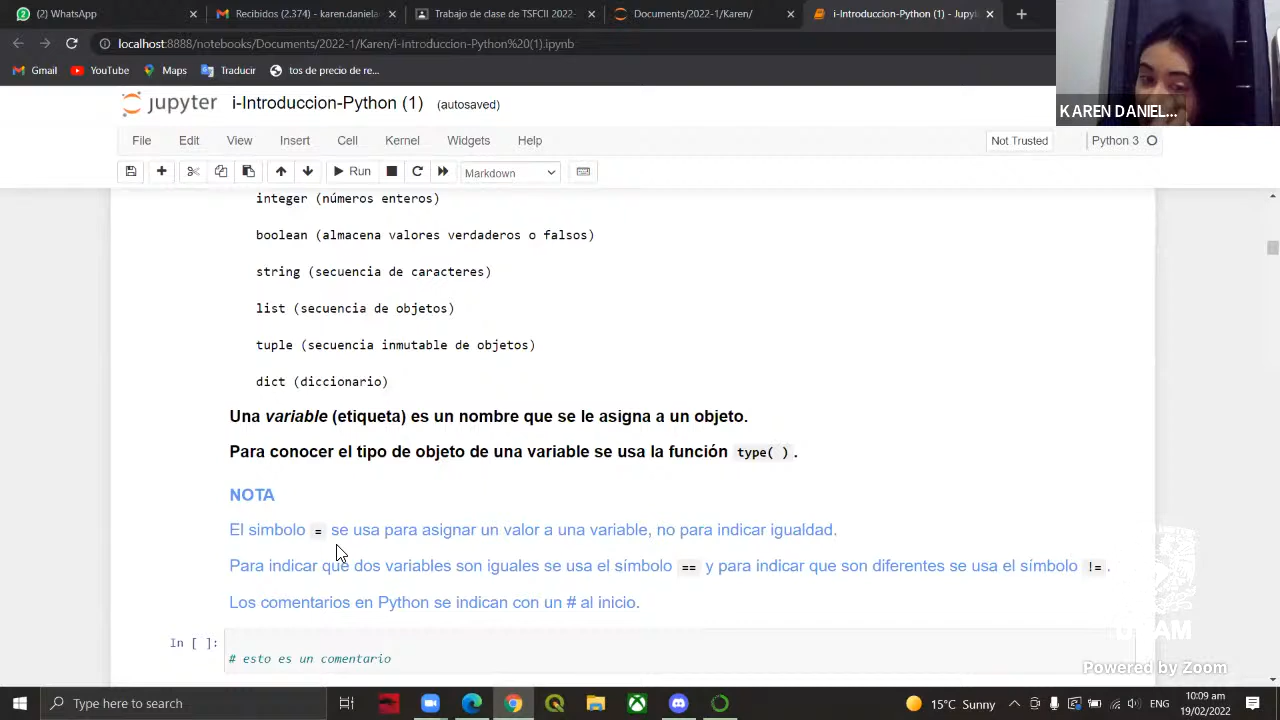 WhatsApp
Recibidos (2,374) - karen.daniela
Trabajo de clase de TSFCII 2022-
Documents/2022-1/Karen/
i-Introduccion-Python (1) - Jupyt
localhost:8888/notebooks/Documents/2022-1/Karen/i-Introduccion-Python%20(1).ipynb
Gmail
YouTube
Maps
Traducir
tos de precio de re...
KAREN DANIEL...
jupyter
i-Introduccion-Python (1)
(autosaved)
File Edit View Insert Cell Kernel Widgets Help
Not Trusted
Python 3
Run
Markdown
integer (números enteros)
boolean (almacena valores verdaderos o falsos)
string (secuencia de caracteres)
list (secuencia de objetos)
tuple (secuencia inmutable de objetos)
dict (diccionario)
Una variable (etiqueta) es un nombre que se le asigna a un objeto.
Para conocer el tipo de objeto de una variable se usa la función type( ) .
NOTA
El simbolo = se usa para asignar un valor a una variable, no para indicar igualdad.
Para indicar que dos variables son iguales se usa el símbolo == y para indicar que son diferentes se usa el símbolo != .
Los comentarios en Python se indican con un # al inicio.
In [ ]:
# esto es un comentario
Powered by Zoom
Type here to search
15°C Sunny
10:09 am
19/02/2022